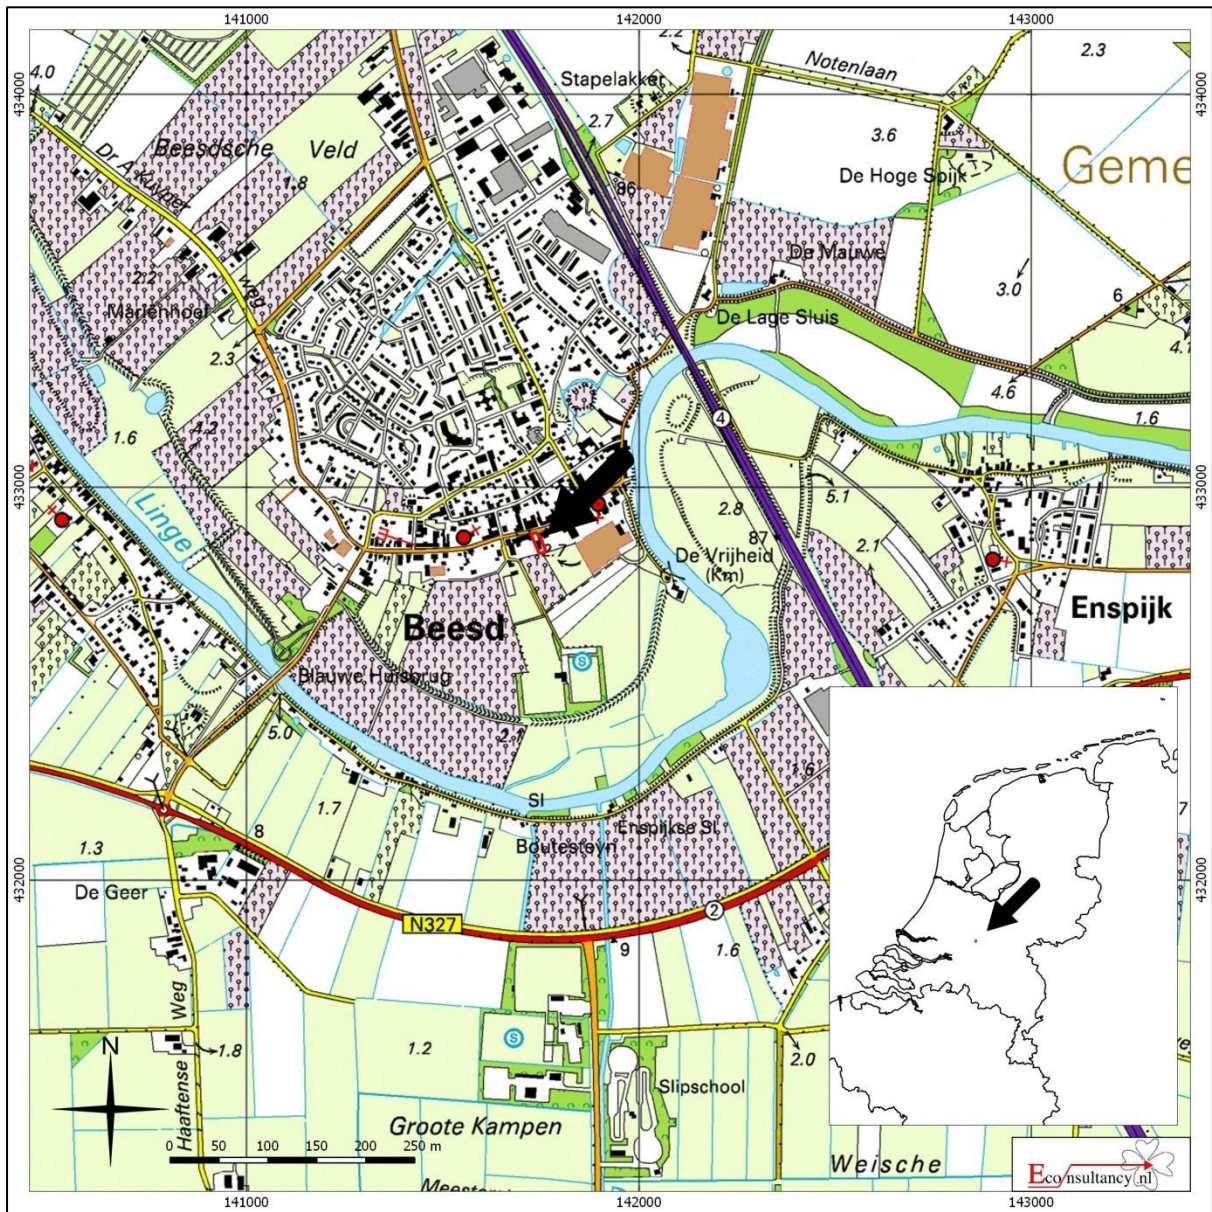 141000
142000
143000
434000
434000
4.0
2.2
Stapelakker
Notenlaan
2.3
2.7
3.6
Dr A Kuyper
weg
Beesdsche Veld
1.8
86
De Hoge Spijk
Geme
2.2
De Mauwe
3.0
6
Mariënhoef
2.3
De Lage Sluis
4.1
4.6
1.6
4
1.6
4.2
433000
433000
Linge
5.1
2.8
2.1
87
2.7
De Vrijheid
(Km)
Beesd
Enspijk
S
Blauwe Huisbrug
5.0
1.6
Sl
1.7
Enspijkse Sl
Boutesteyn
8
1.3
432000
432000
De Geer
N327
2
9
1.6
7
Haaftense Weg
S
1.8
1.2
2.0
N
Slipschool
Groote Kampen
0 50 100 150 200 250 m
Weische
Econsultancy.nl
141000
142000
143000